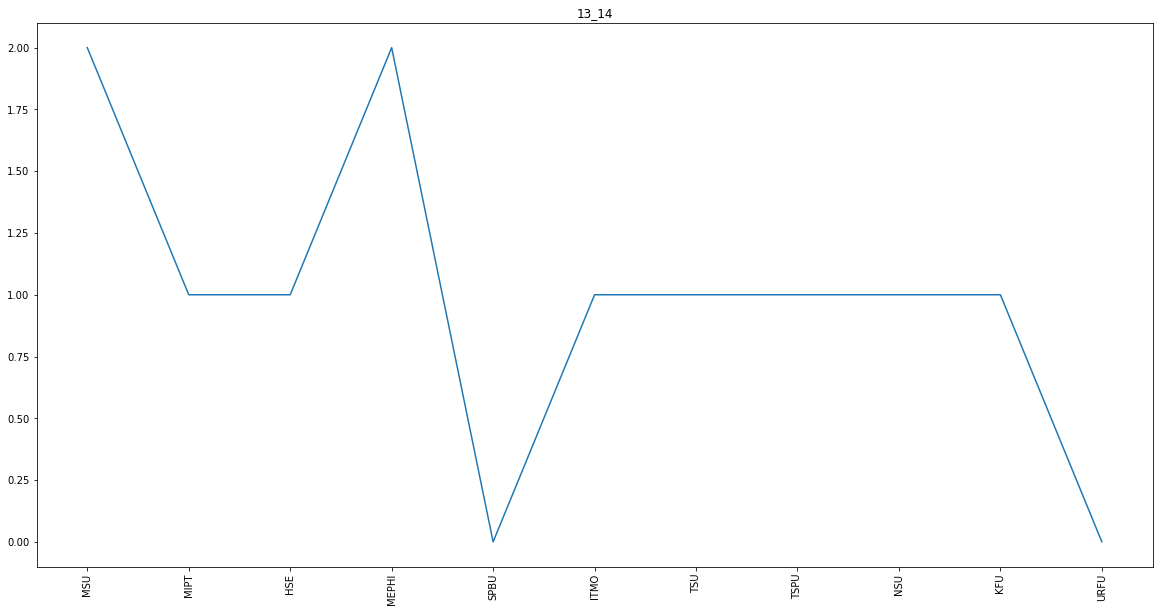 13_14
2.00
1.75
1.50
1.25
1.00
0.75
0.50
0.25
0.00
MSU
MIPT
HSE
MEPHI
SPBU
ITMO
TSU
TSPU
NSU
KFU
URFU